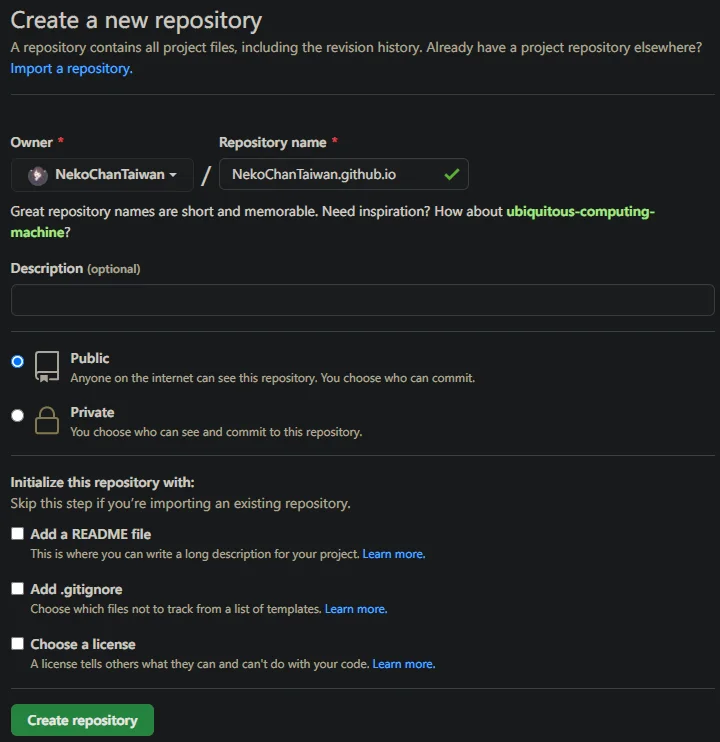 Create a new repository
A repository contains all project files, including the revision history. Already have a project repository elsewhere?
Import a repository.
Owner * Repository name *
NekoChanTaiwan / NekoChanTaiwan.github.io
Great repository names are short and memorable. Need inspiration? How about ubiquitous-computing-
machine?
Description (optional)
Public
Anyone on the internet can see this repository. You choose who can commit.
Private
You choose who can see and commit to this repository.
Initialize this repository with:
Skip this step if you’re importing an existing repository.
Add a README file
This is where you can write a long description for your project. Learn more.
Add .gitignore
Choose which files not to track from a list of templates. Learn more.
Choose a license
A license tells others what they can and can't do with your code. Learn more.
Create repository